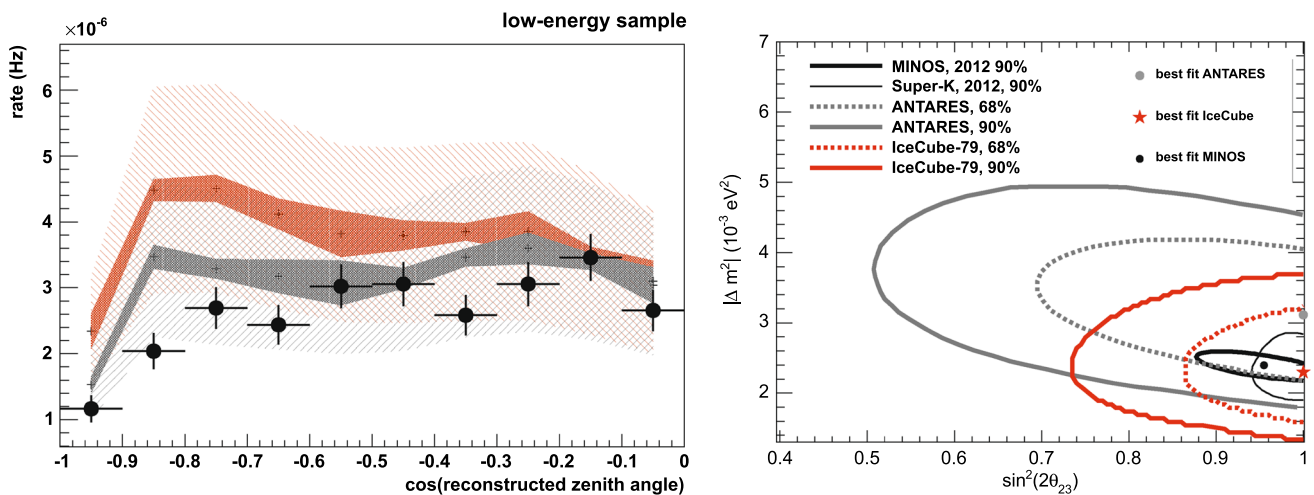 low-energy sample
×10⁻⁶
rate (Hz)
6
5
4
3
2
1
-1 -0.9 -0.8 -0.7 -0.6 -0.5 -0.4 -0.3 -0.2 -0.1 0
cos(reconstructed zenith angle)
7
6
5
4
3
2
|Δ m²| (10⁻³ eV²)
MINOS, 2012 90%
Super-K, 2012, 90%
ANTARES, 68%
ANTARES, 90%
IceCube-79, 68%
IceCube-79, 90%
best fit ANTARES
best fit IceCube
best fit MINOS
0.4 0.5 0.6 0.7 0.8 0.9 1
sin²(2θ₂₃)